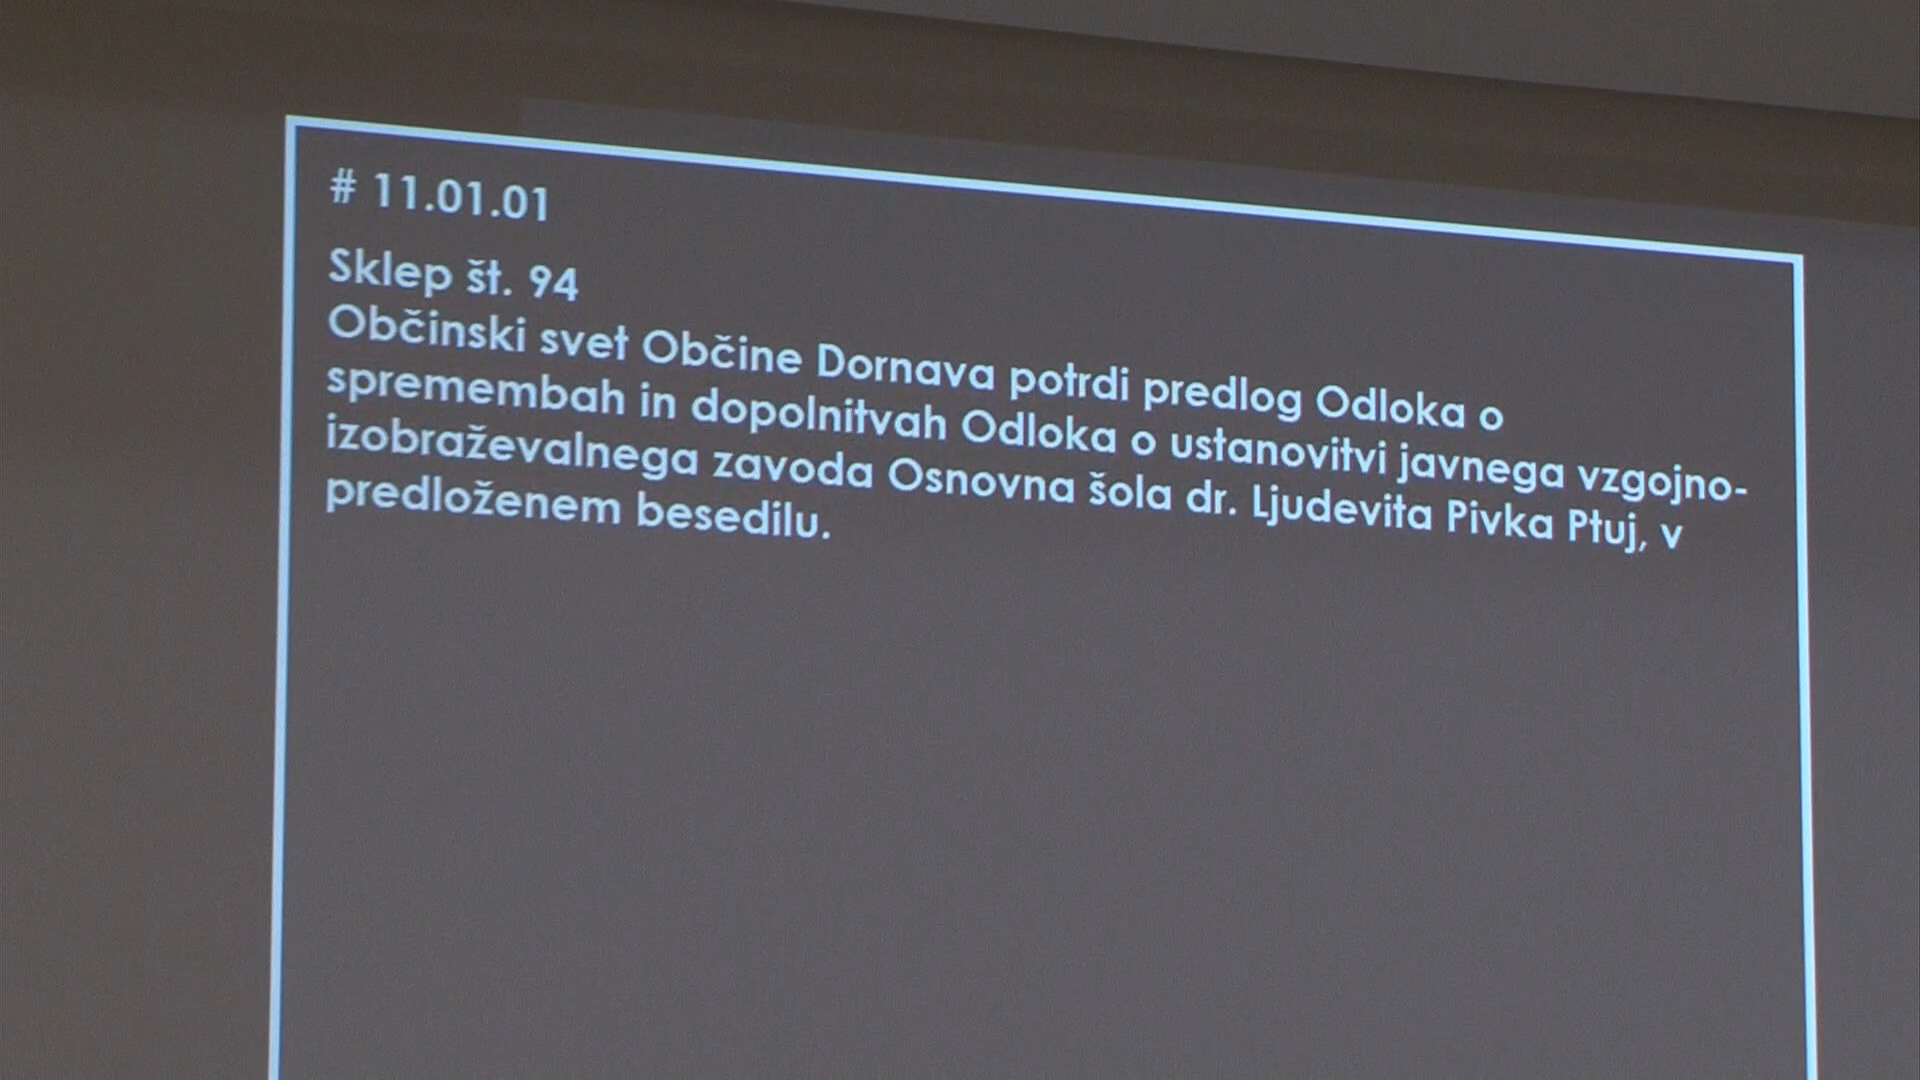 # 11.01.01
Sklep št. 94
Občinski svet Občine Dornava potrdi predlog Odloka o
spremembah in dopolnitvah Odloka o ustanovitvi javnega vzgojno-
izobraževalnega zavoda Osnovna šola dr. Ljudevita Pivka Ptuj, v
predloženem besedilu.